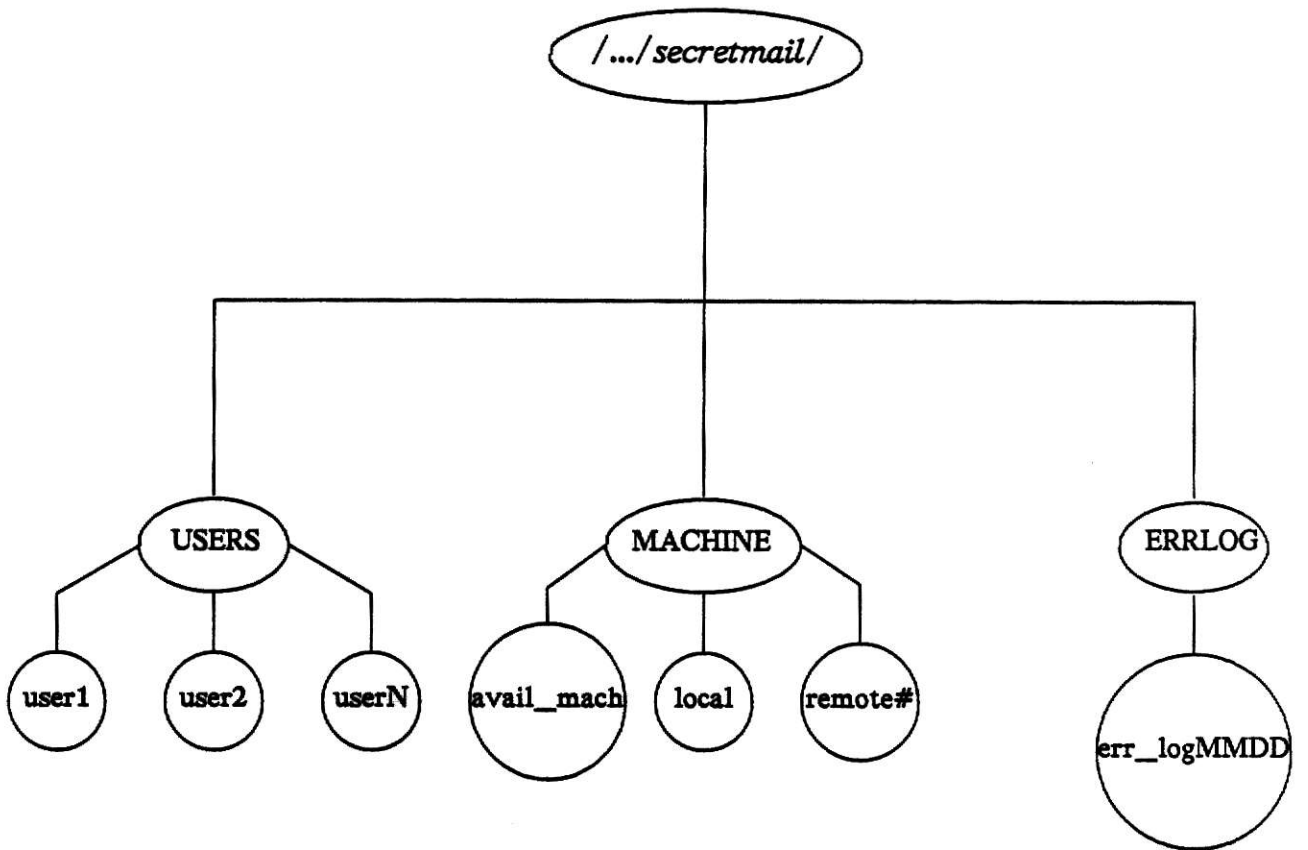 /.../secretmail/
USERS
MACHINE
ERRLOG
user1
user2
userN
avail_mach
local
remote#
err_logMMDD